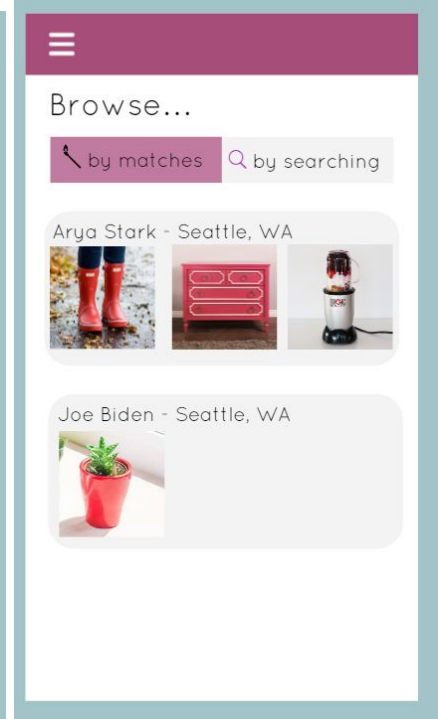 Browse...
by matches
by searching
Arya Stark - Seattle, WA
Joe Biden - Seattle, WA